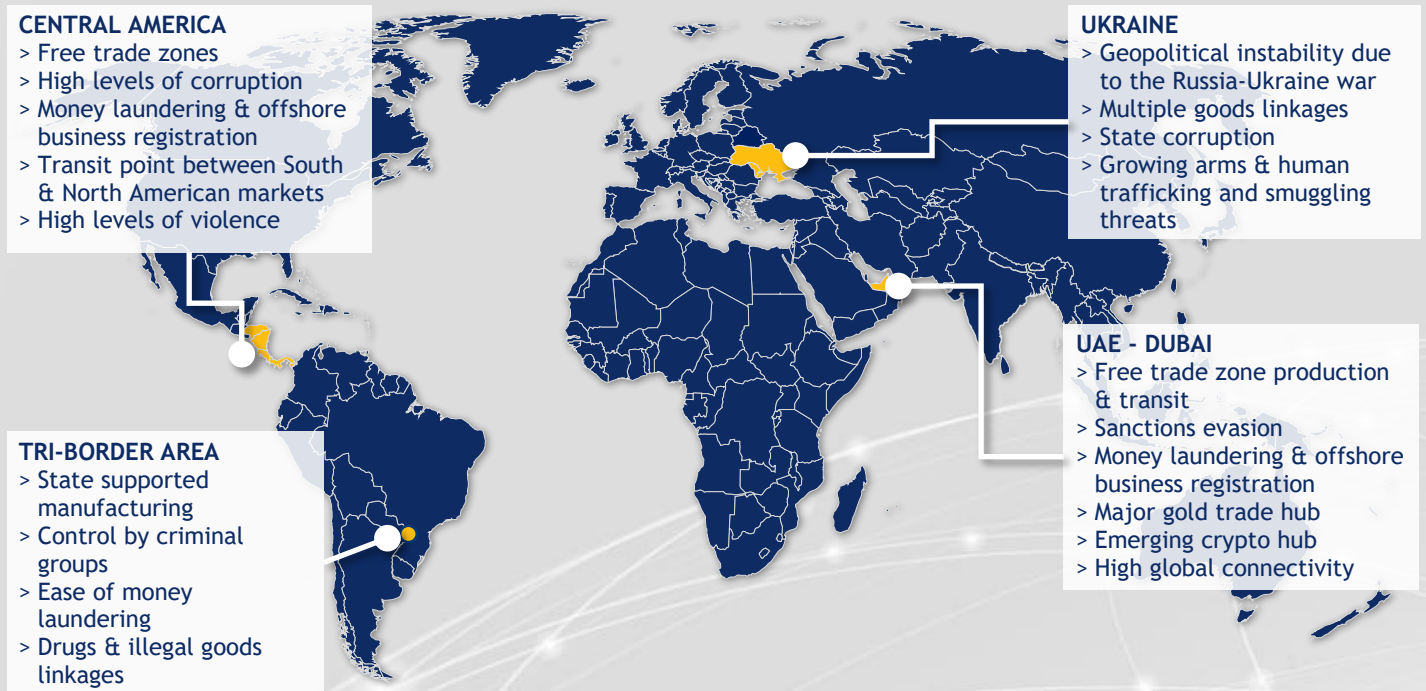 CENTRAL AMERICA
> Free trade zones
> High levels of corruption
> Money laundering & offshore
business registration
> Transit point between South
& North American markets
> High levels of violence
UKRAINE
> Geopolitical instability due
to the Russia-Ukraine war
> Multiple goods linkages
> State corruption
> Growing arms & human
trafficking and smuggling
threats
TRI-BORDER AREA
> State supported
manufacturing
> Control by criminal
groups
> Ease of money
laundering
> Drugs & illegal goods
linkages
UAE - DUBAI
> Free trade zone production
& transit
> Sanctions evasion
> Money laundering & offshore
business registration
> Major gold trade hub
> Emerging crypto hub
> High global connectivity